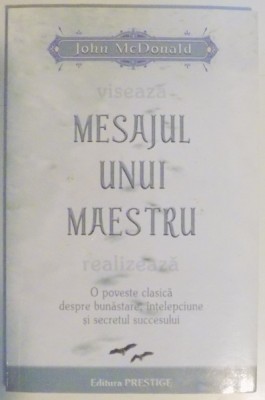 John McDonald
visează
MESAJUL
UNUI
MAESTRU
realizează
O poveste clasică
despre bunăstare, înțelepciune
și secretul succesului
Editura PRESTIGE